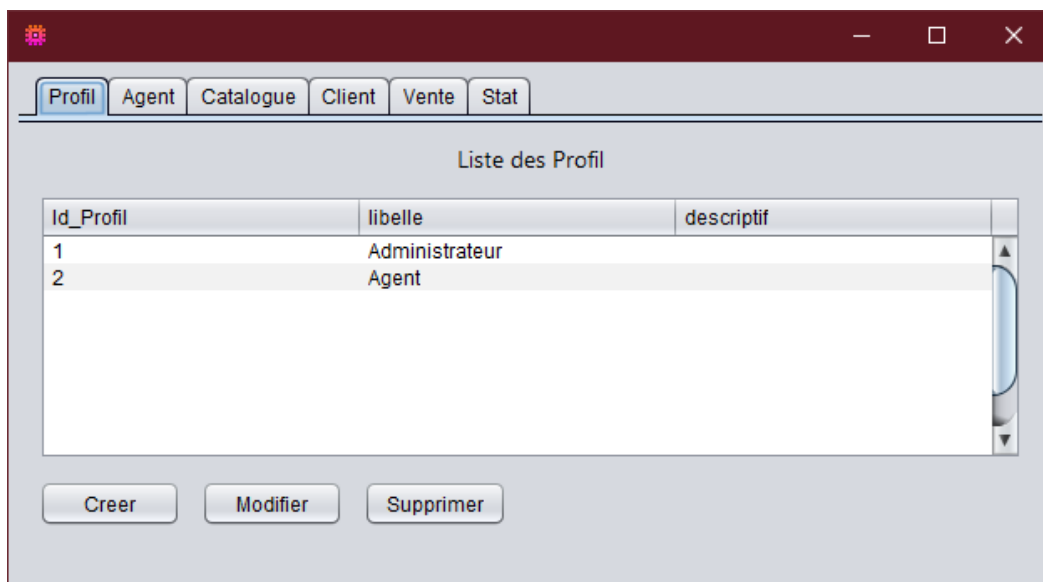 Profil Agent Catalogue Client Vente Stat
Liste des Profil
Id_Profil libelle descriptif
1 Administrateur
2 Agent
Creer Modifier Supprimer